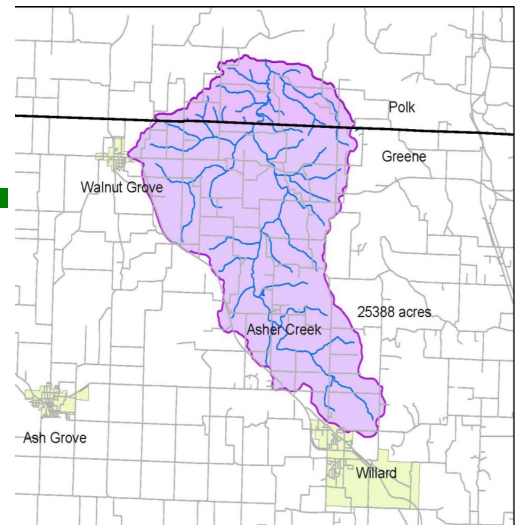 Polk
Greene
Walnut Grove
25388 acres
Asher Creek
Ash Grove
Willard